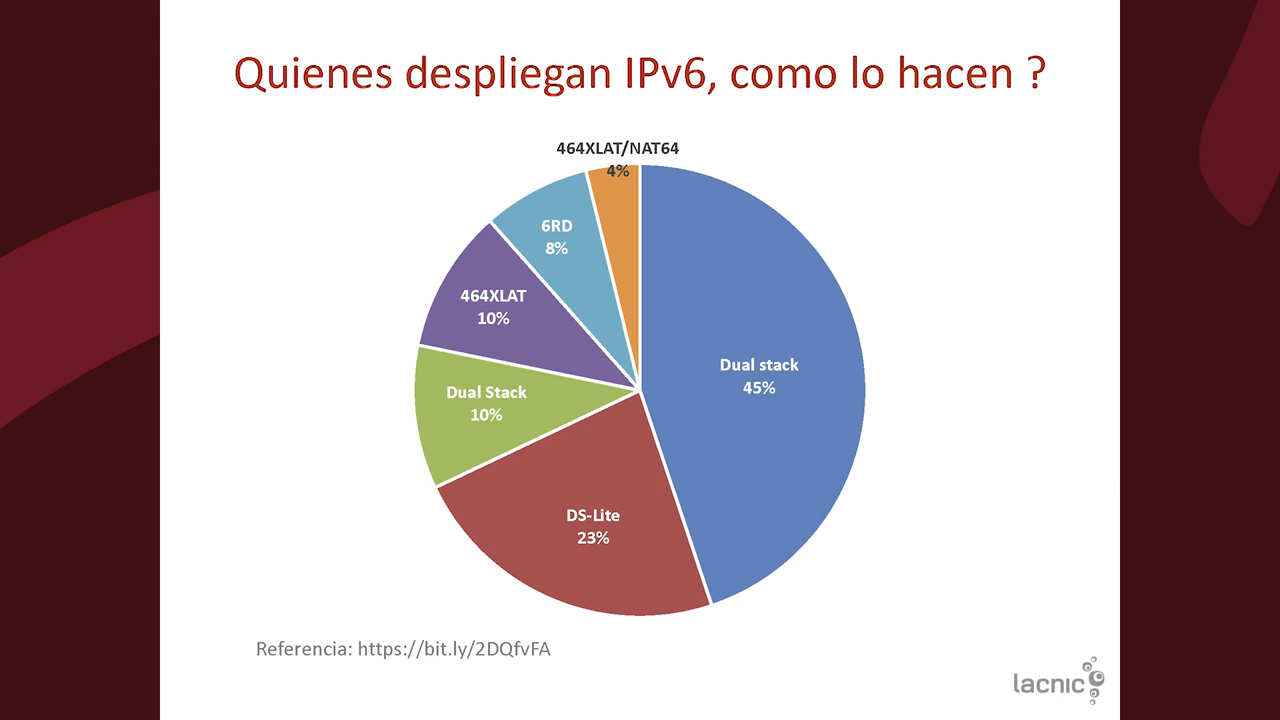 Quienes despliegan IPv6, como lo hacen ?
464XLAT/NAT64
4%
6RD
8%
464XLAT
10%
Dual stack
45%
Dual Stack
10%
DS-Lite
23%
Referencia: https://bit.ly/2DQfvFA
lacnic